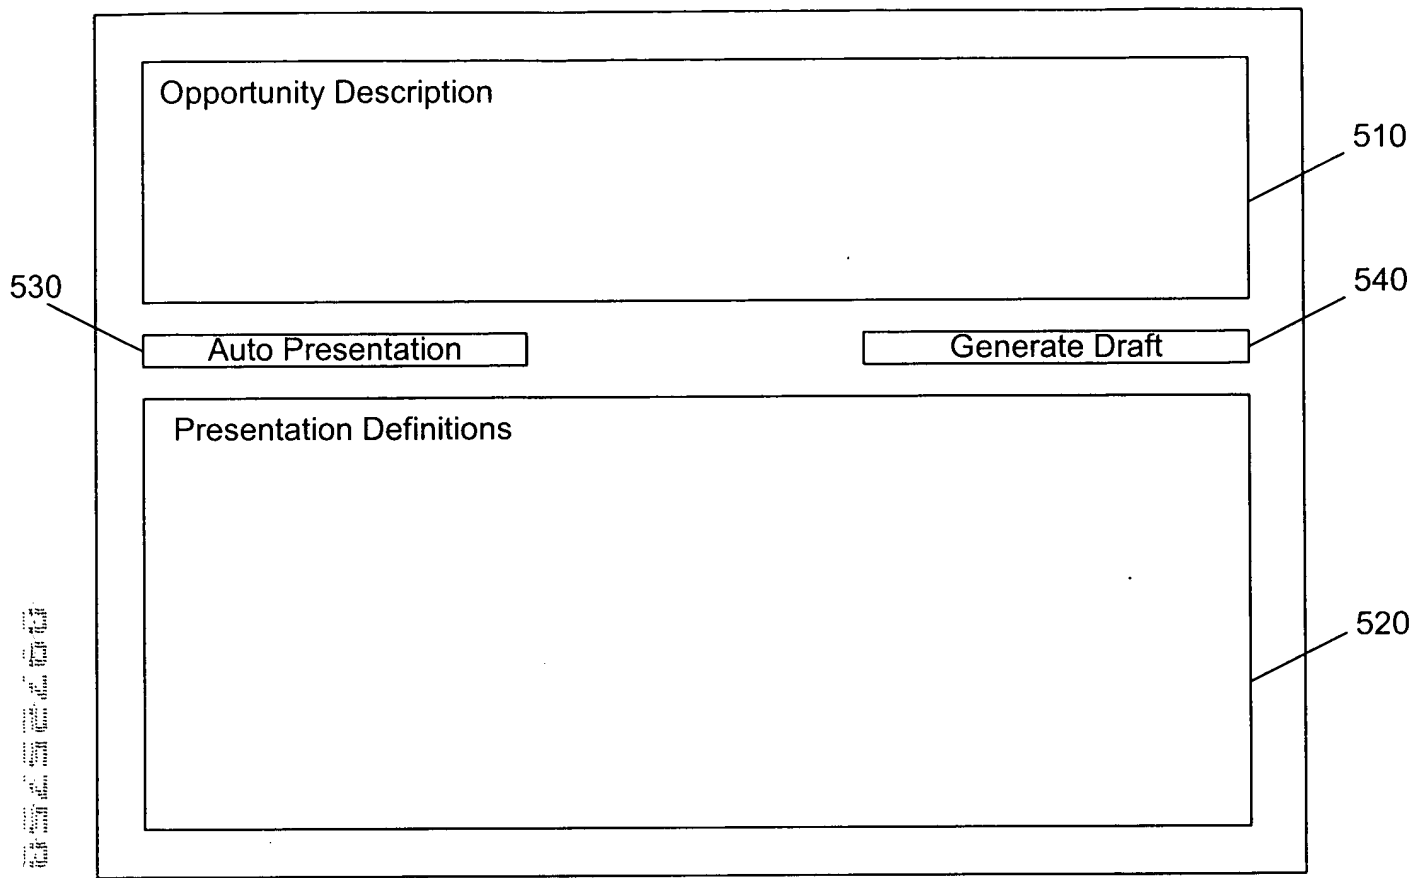 Opportunity Description
510
530
540
Auto Presentation
Generate Draft
Presentation Definitions
520